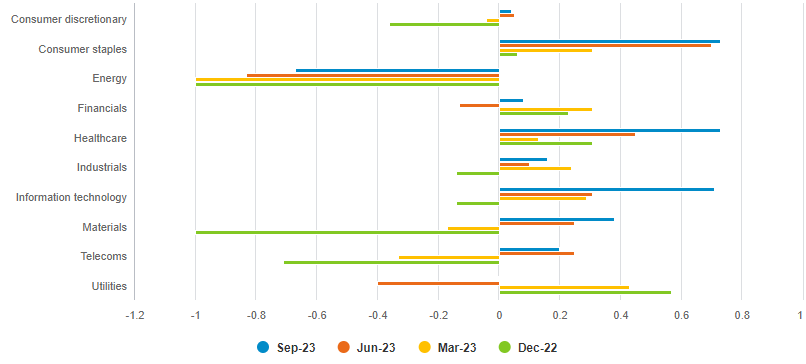 Consumer discretionary
Consumer staples
Energy
Financials
Healthcare
Industrials
Information technology
Materials
Telecoms
Utilities
-1.2 -1 -0.8 -0.6 -0.4 -0.2 0 0.2 0.4 0.6 0.8 1
Sep-23 Jun-23 Mar-23 Dec-22